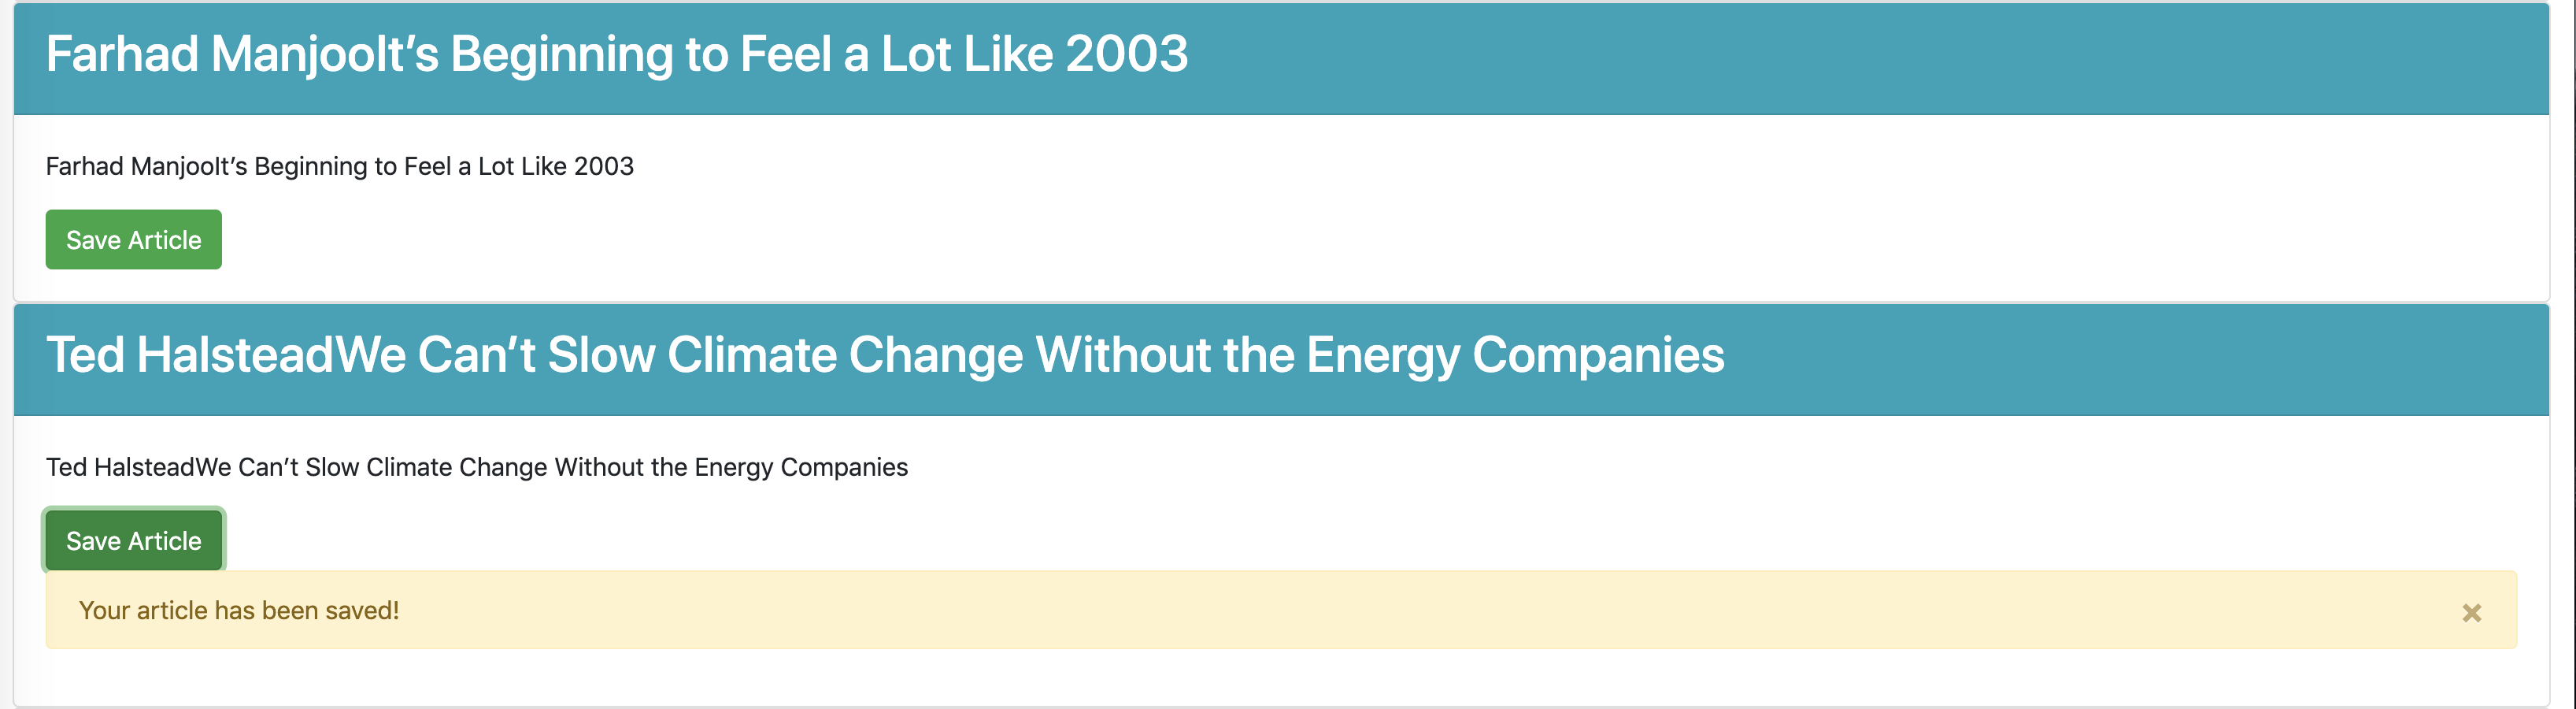 Farhad ManjooIt’s Beginning to Feel a Lot Like 2003
Farhad ManjooIt’s Beginning to Feel a Lot Like 2003
Save Article
Ted HalsteadWe Can’t Slow Climate Change Without the Energy Companies
Ted HalsteadWe Can’t Slow Climate Change Without the Energy Companies
Save Article
Your article has been saved! ×